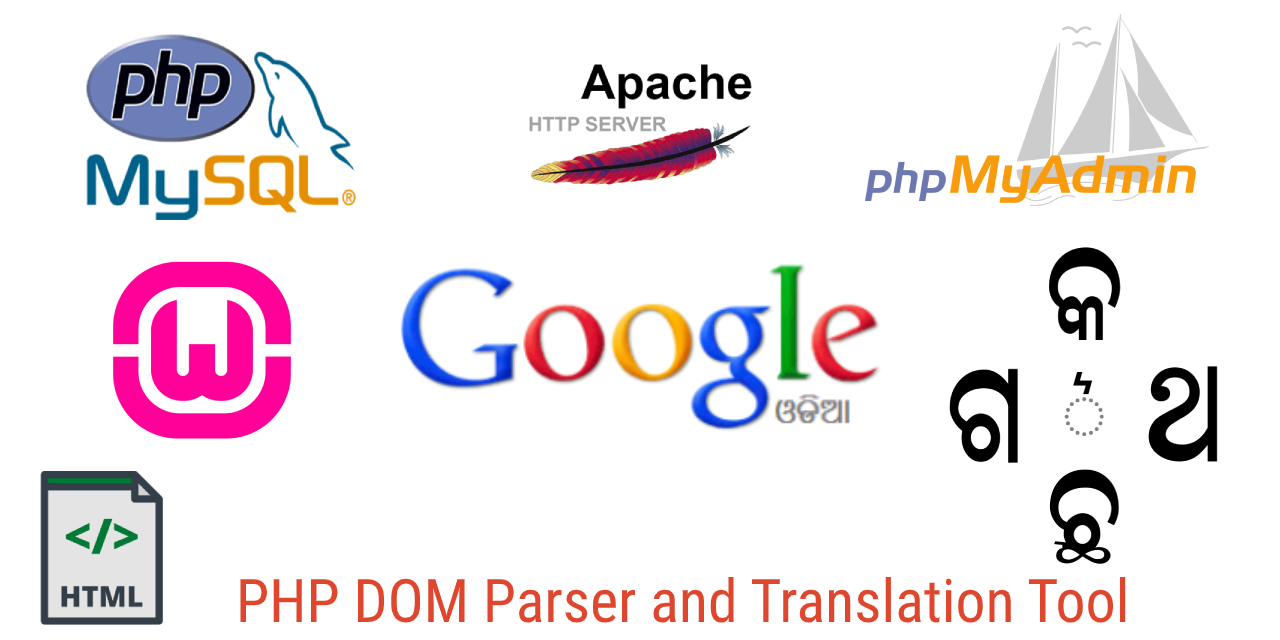 php
MySQL®
Apache
HTTP SERVER
phpMyAdmin
W
Google
ଓଡ଼ିଆ
କି
ଗ ଥ
ଛୁ
</>
HTML
PHP DOM Parser and Translation Tool